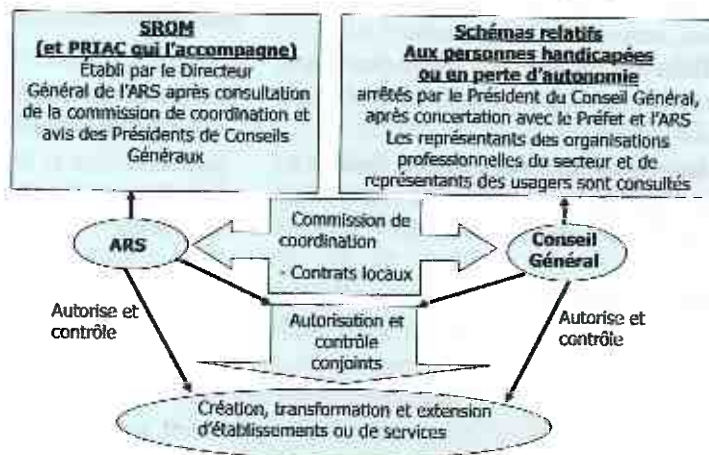 SROM
(et PRIAC qui l'accompagne)
Établi par le Directeur
Général de l'ARS après consultation
de la commission de coordination et
avis des Présidents de Conseils
Généraux
Schémas relatifs
Aux personnes handicapées
ou en perte d'autonomie
arrêtés par le Président du Conseil Général,
après concertation avec le Préfet et l'ARS
Les représentants des organisations
professionnelles du secteur et de
représentants des usagers sont consultés
ARS
Commission de
coordination
- Contrats locaux
Conseil
Général
Autorise et
contrôle
Autorisation et
contrôle
conjoints
Autorise et
contrôle
Création, transformation et extension
d'établissements ou de services